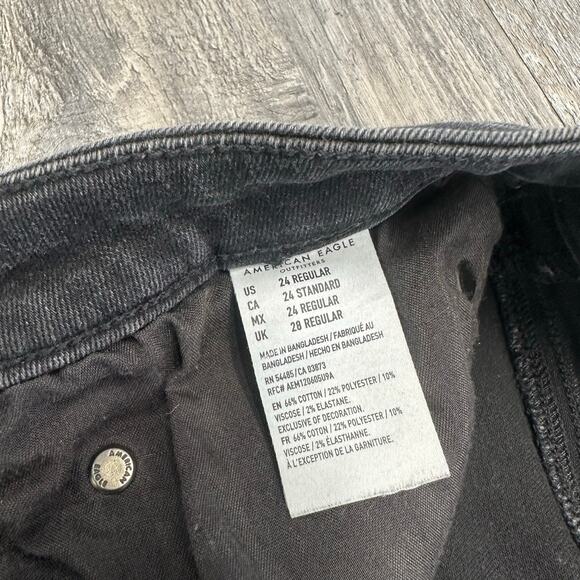 AMERICAN EAGLE
OUTFITTERS
US 24 REGULAR
CA 24 STANDARD
MX 24 REGULAR
UK 28 REGULAR
MADE IN BANGLADESH / FABRIQUÉ AU
BANGLADESH / HECHO EN BANGLADESH
RN 54485 / CA 03873
RFC# AEM120605U9A
EN 66% COTTON / 22% POLYESTER / 10%
VISCOSE / 2% ELASTANE.
EXCLUSIVE OF DECORATION.
FR 66% COTON / 22% POLYESTER / 10%
VISCOSE / 2% ÉLASTHANNE.
À L'EXCEPTION DE LA GARNITURE.
AMERICAN
EAGLE